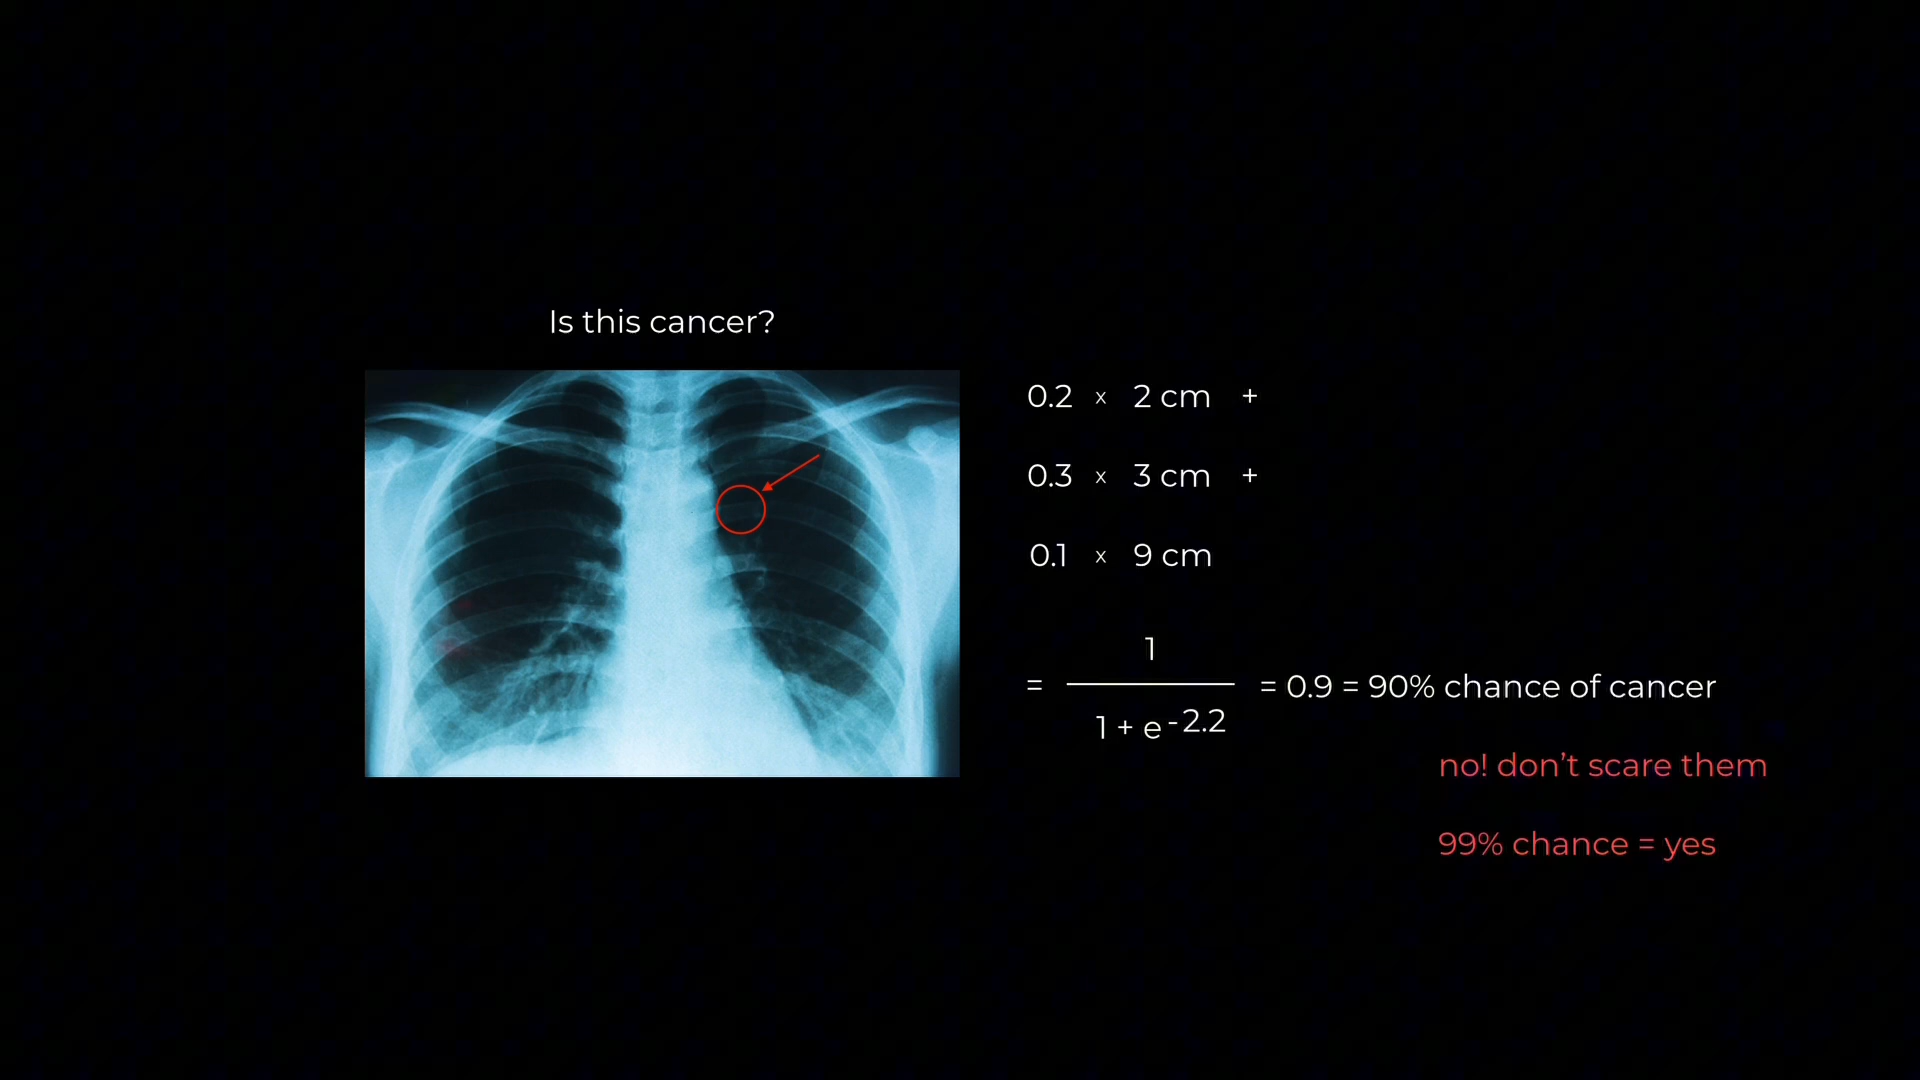 Is this cancer?
0.2 x 2 cm +
0.3 x 3 cm +
0.1 x 9 cm
1
= 
1 + e-2.2
= 0.9 = 90% chance of cancer
no! don’t scare them
99% chance = yes